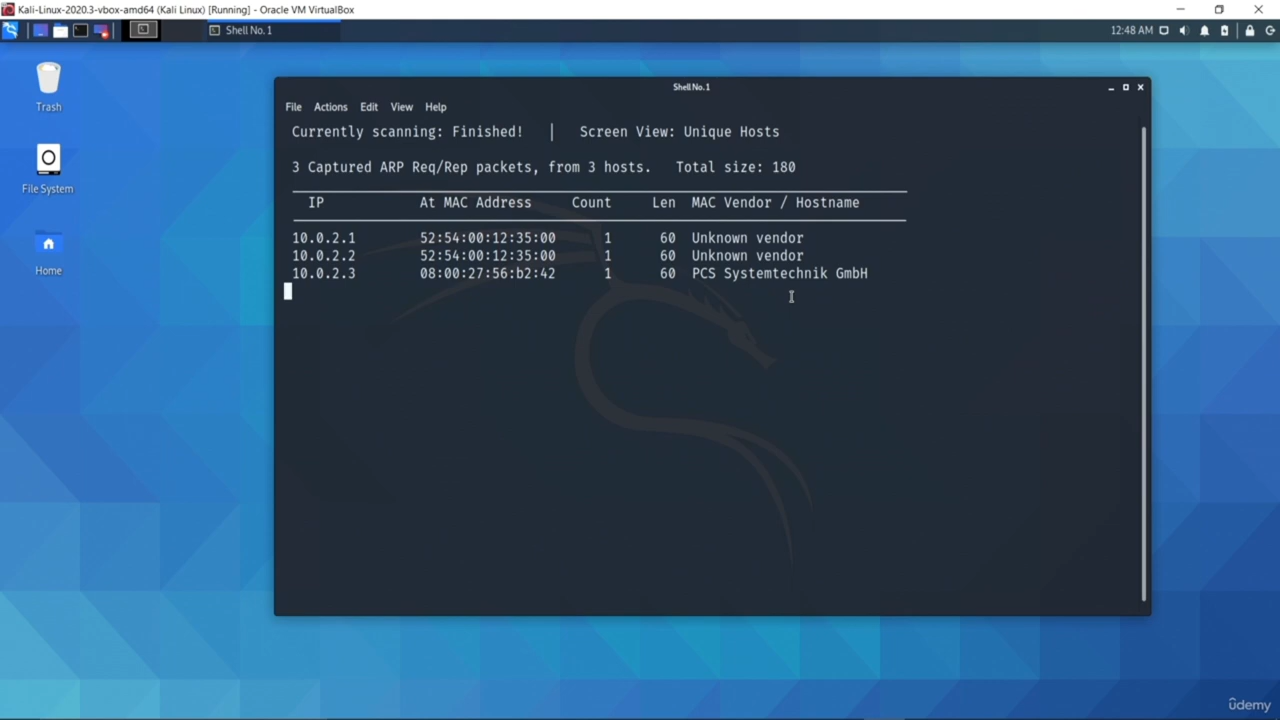 Kali-Linux-2020.3-vbox-amd64 (Kali Linux) [Running] - Oracle VM VirtualBox
Shell No. 1
12:48 AM
Trash
File System
Home
Shell No. 1
File Actions Edit View Help
Currently scanning: Finished! | Screen View: Unique Hosts
3 Captured ARP Req/Rep packets, from 3 hosts. Total size: 180
IP At MAC Address Count Len MAC Vendor / Hostname
10.0.2.1 52:54:00:12:35:00 1 60 Unknown vendor
10.0.2.2 52:54:00:12:35:00 1 60 Unknown vendor
10.0.2.3 08:00:27:56:b2:42 1 60 PCS Systemtechnik GmbH
ûdemy